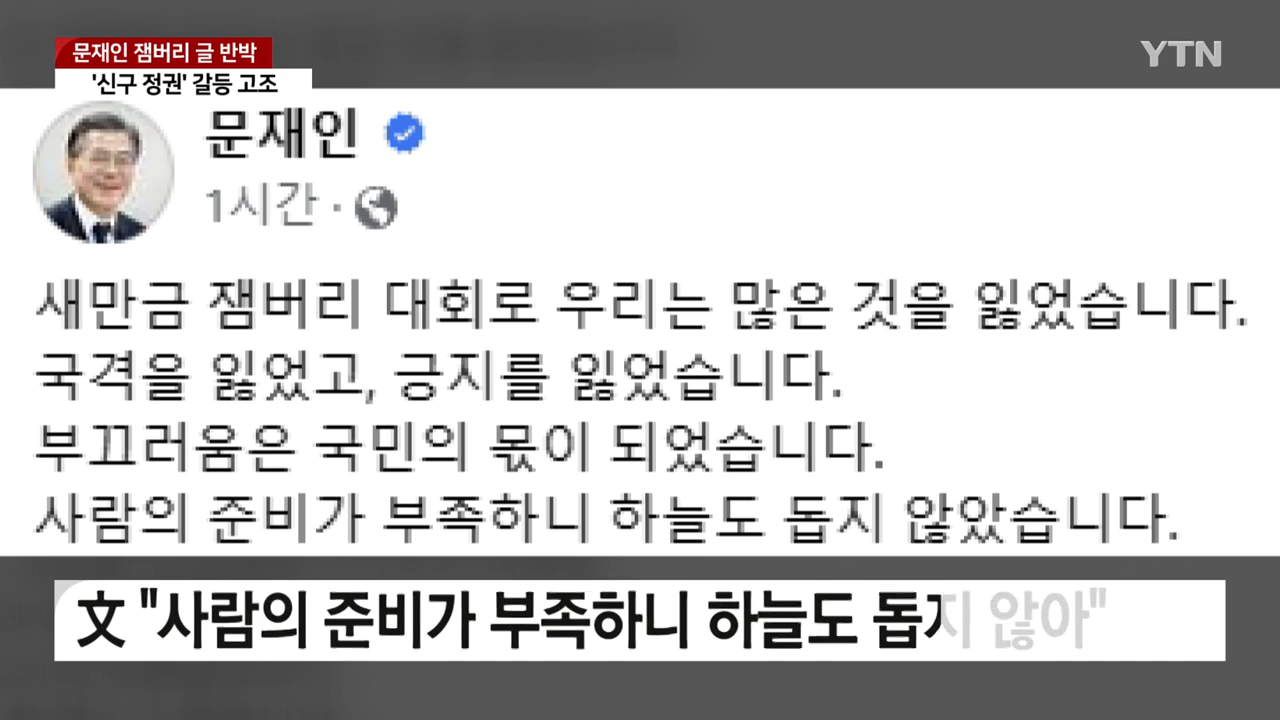 문재인 잼버리 글 반박
YTN
'신구 정권' 갈등 고조
문재인
1시간 ·
새만금 잼버리 대회로 우리는 많은 것을 잃었습니다.
국격을 잃었고, 긍지를 잃었습니다.
부끄러움은 국민의 몫이 되었습니다.
사람의 준비가 부족하니 하늘도 돕지 않았습니다.
文 "사람의 준비가 부족하니 하늘도 돕지 않아"